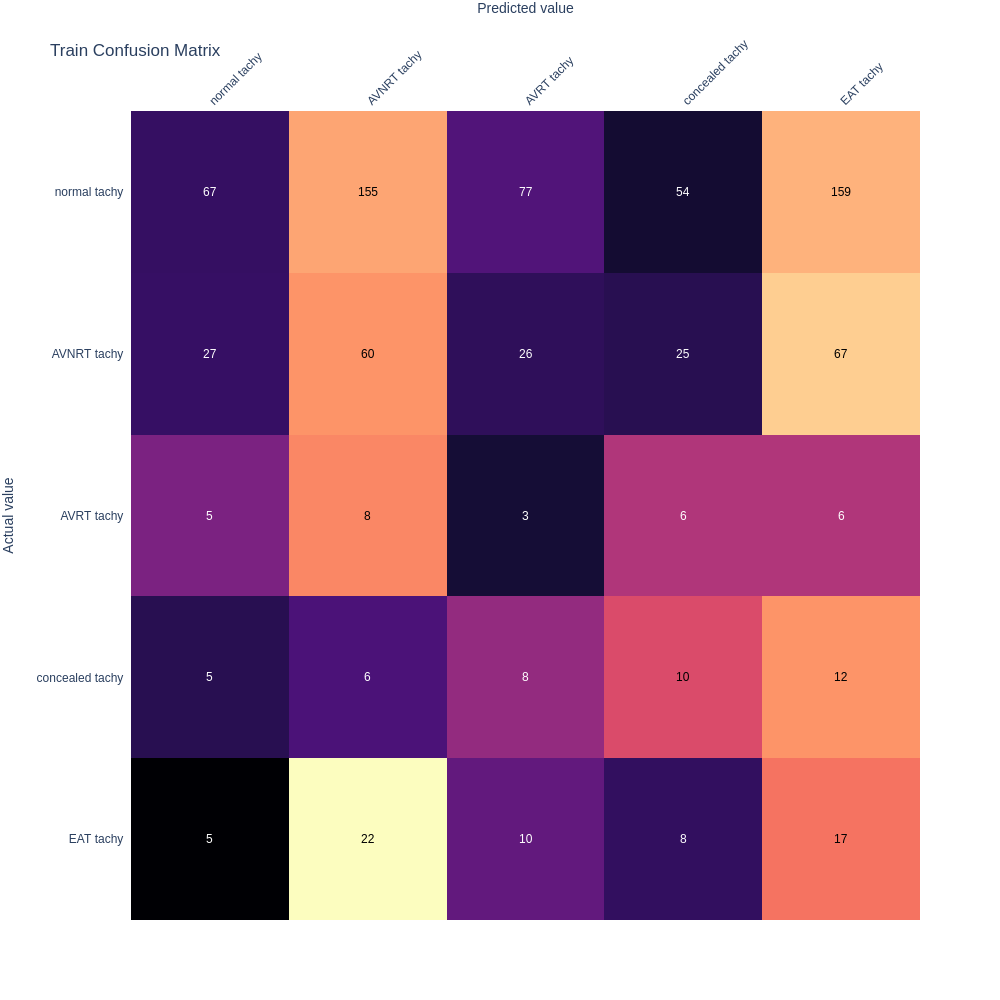 Predicted value
Train Confusion Matrix
normal tachy
AVNRT tachy
AVRT tachy
concealed tachy
EAT tachy
normal tachy 67 155 77 54 159
AVNRT tachy 27 60 26 25 67
AVRT tachy 5 8 3 6 6
concealed tachy 5 6 8 10 12
EAT tachy 5 22 10 8 17
Actual value